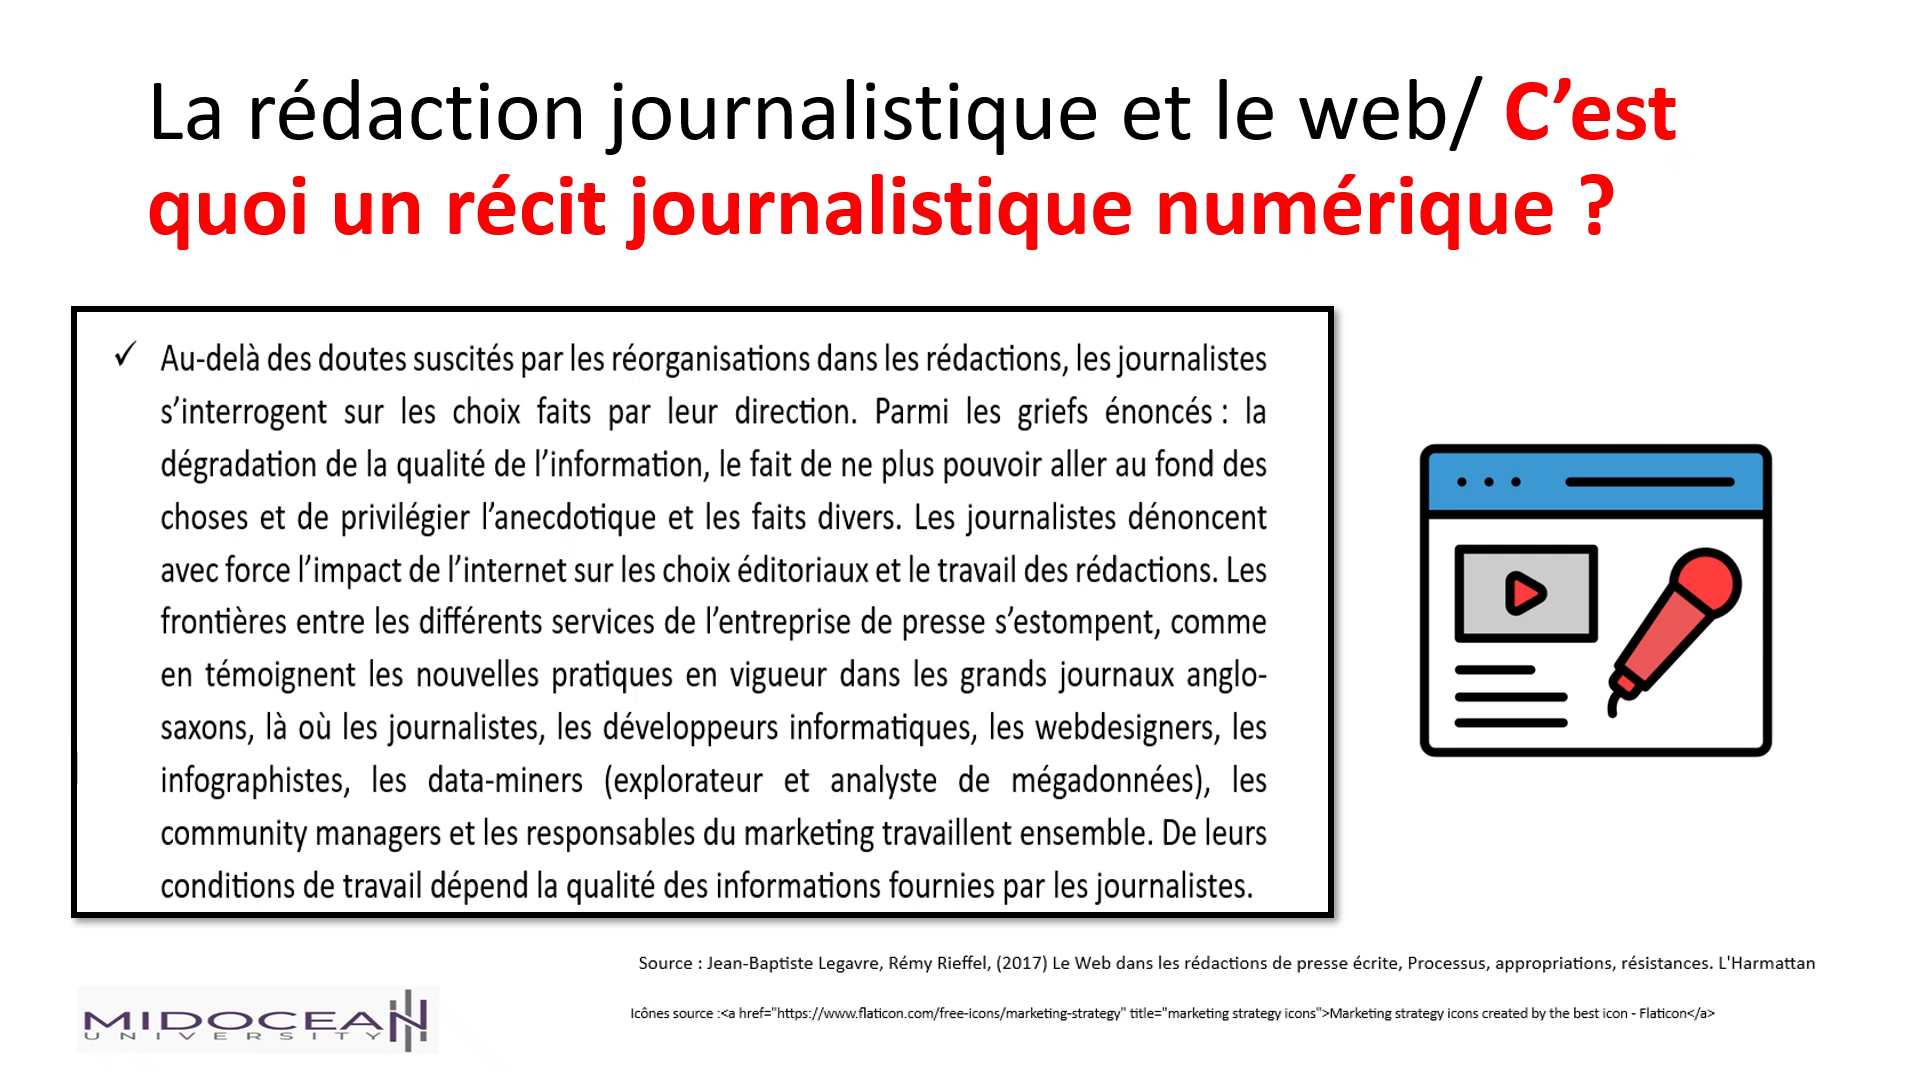 La rédaction journalistique et le web/ C’est
quoi un récit journalistique numérique ?
✓ Au-delà des doutes suscités par les réorganisations dans les rédactions, les journalistes
s’interrogent sur les choix faits par leur direction. Parmi les griefs énoncés : la
dégradation de la qualité de l’information, le fait de ne plus pouvoir aller au fond des
choses et de privilégier l’anecdotique et les faits divers. Les journalistes dénoncent
avec force l’impact de l’internet sur les choix éditoriaux et le travail des rédactions. Les
frontières entre les différents services de l’entreprise de presse s’estompent, comme
en témoignent les nouvelles pratiques en vigueur dans les grands journaux anglo-
saxons, là où les journalistes, les développeurs informatiques, les webdesigners, les
infographistes, les data-miners (explorateur et analyste de mégadonnées), les
community managers et les responsables du marketing travaillent ensemble. De leurs
conditions de travail dépend la qualité des informations fournies par les journalistes.
Source : Jean-Baptiste Legavre, Rémy Rieffel, (2017) Le Web dans les rédactions de presse écrite, Processus, appropriations, résistances. L'Harmattan
Icônes source :<a href="https://www.flaticon.com/free-icons/marketing-strategy" title="marketing strategy icons">Marketing strategy icons created by the best icon - Flaticon</a>
MIDOCEAN
UNIVERSITY